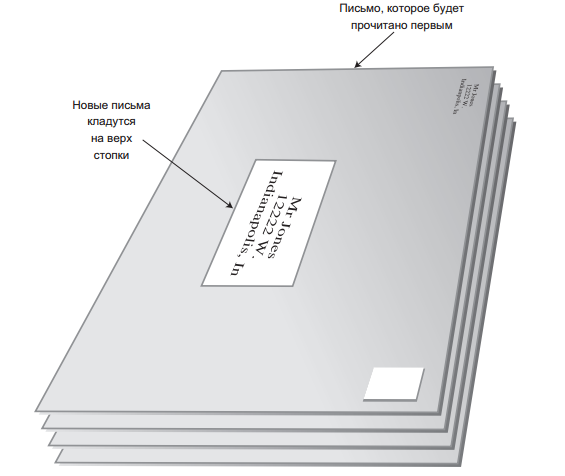 Письмо, которое будет
прочитано первым
Новые письма
кладутся
на верх
стопки
Mr Jones
12222 W.
Indianapolis, In
Mr Jones
12222 W
Indianapolis, In